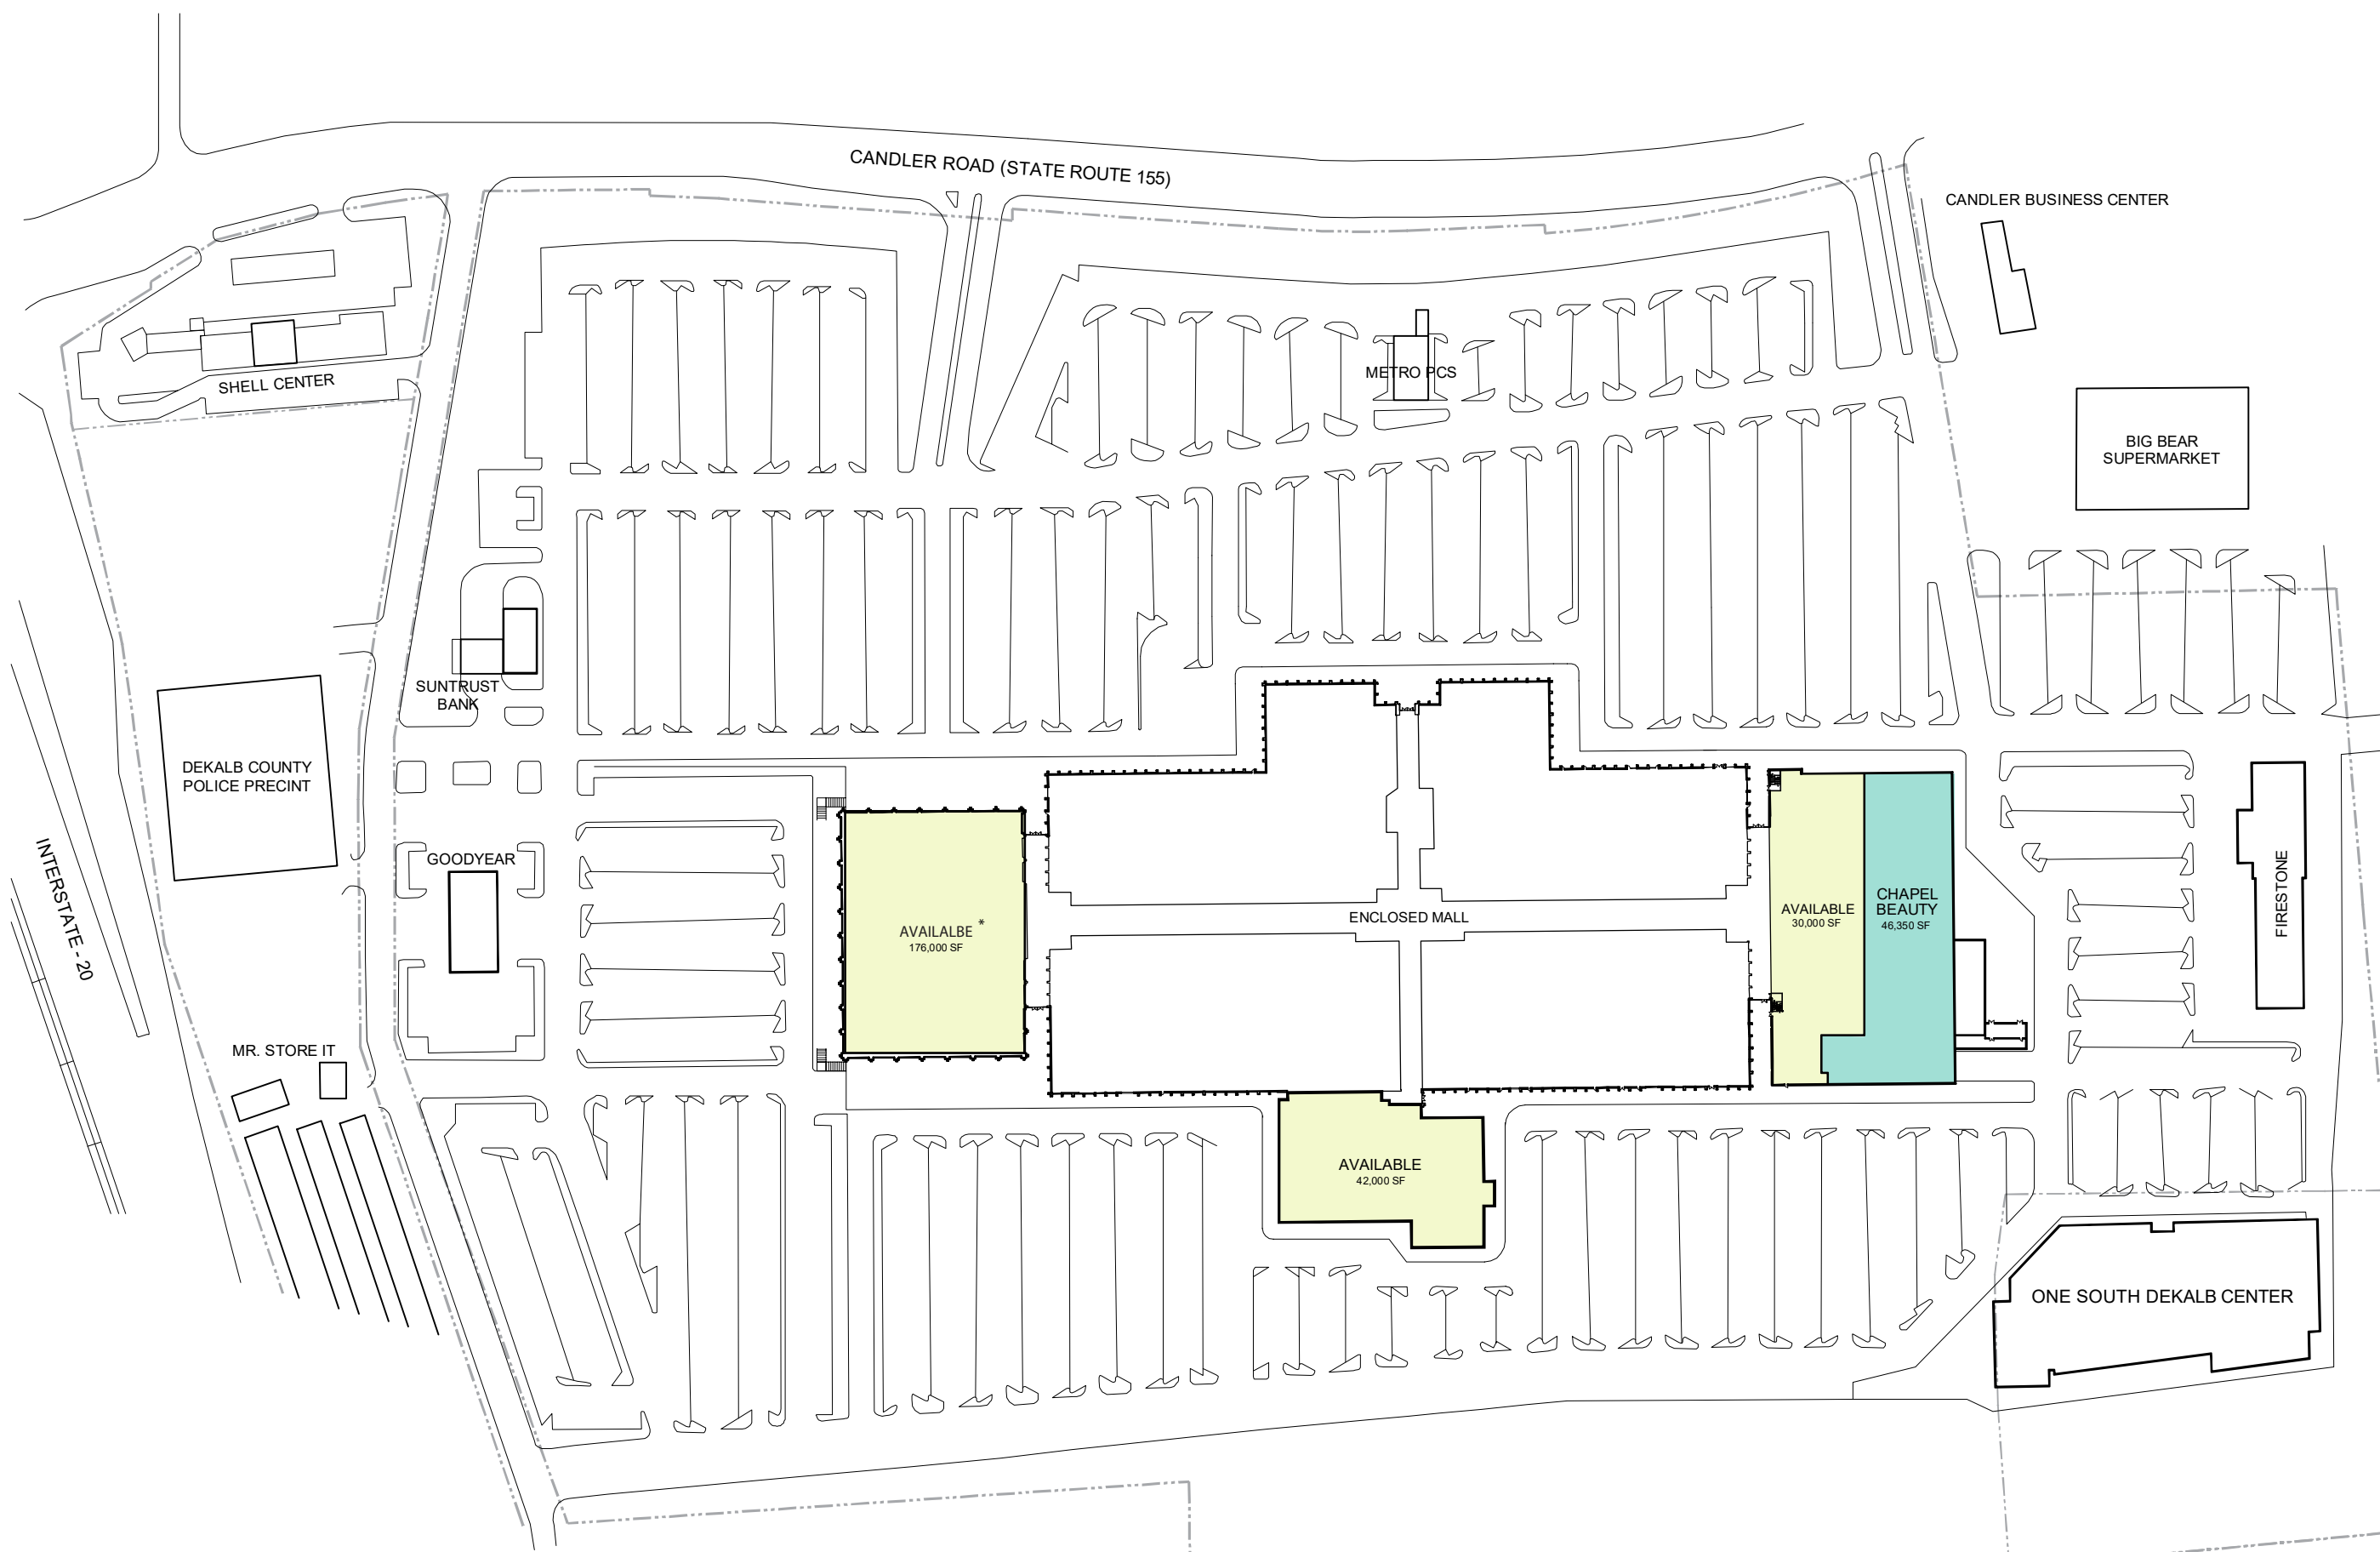 CANDLER ROAD (STATE ROUTE 155)
CANDLER BUSINESS CENTER
SHELL CENTER
METRO PCS
BIG BEAR
SUPERMARKET
SUNTRUST
BANK
DEKALB COUNTY
POLICE PRECINT
GOODYEAR
INTERSTATE - 20
AVAILALBE *
176,000 SF
ENCLOSED MALL
AVAILABLE
30,000 SF
CHAPEL
BEAUTY
46,350 SF
FIRESTONE
MR. STORE IT
AVAILABLE
42,000 SF
ONE SOUTH DEKALB CENTER